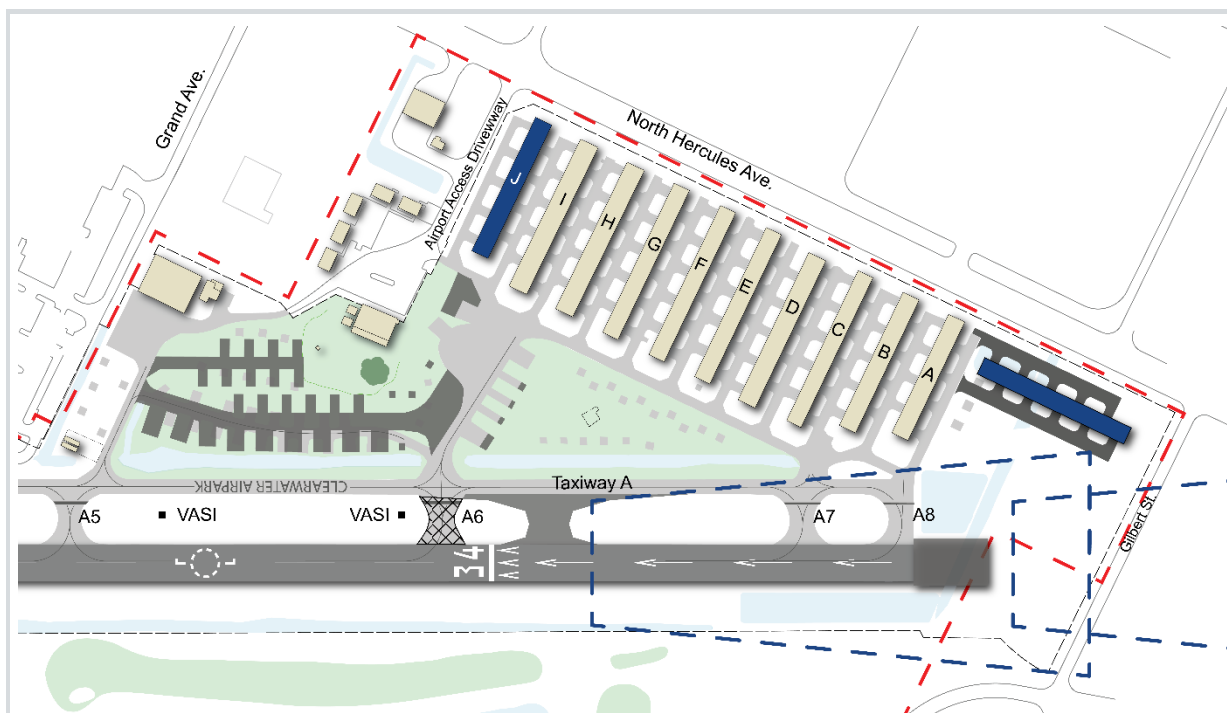 Grand Ave.
Airport Access Drivewway
North Hercules Ave.
J
I
H
G
F
E
D
C
B
A
CLEARWATER AIRPARK
Taxiway A
A5
VASI
VASI
A6
A7
A8
34
Gilbert St.